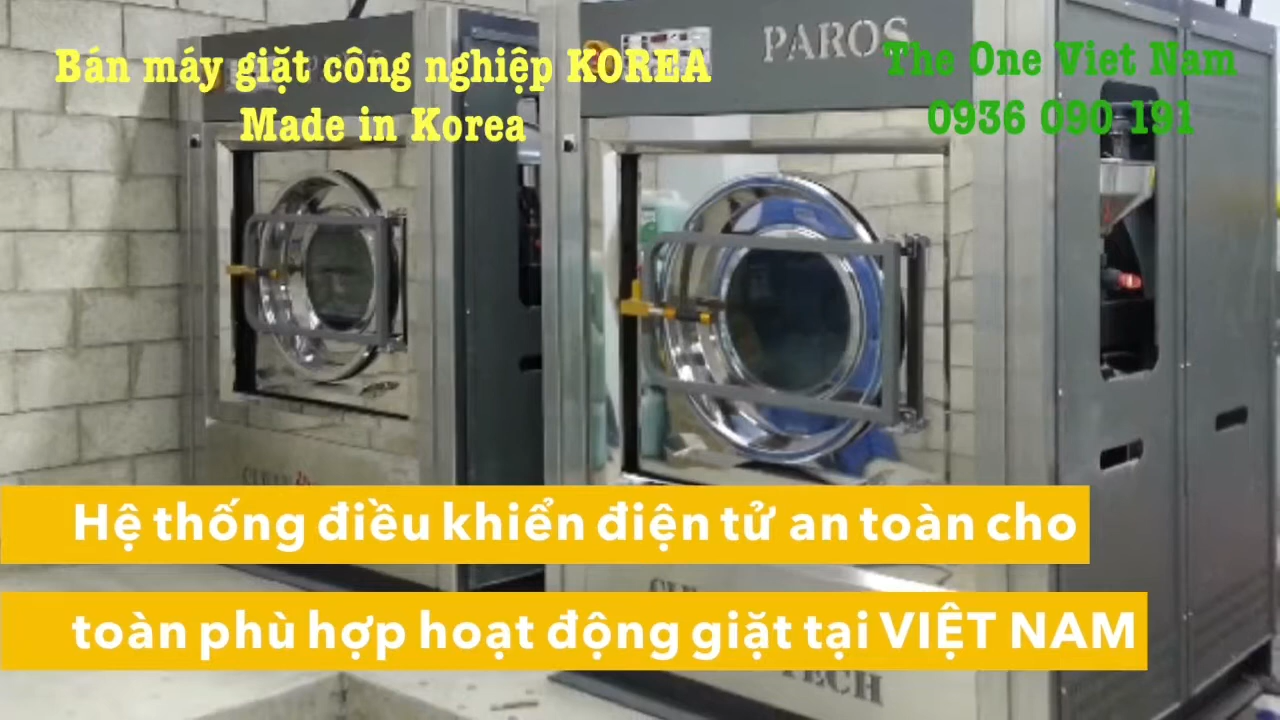 Bán máy giặt công nghiệp KOREA
Made in Korea
The One Viet Nam
0936 090 191
PAROS
Hệ thống điều khiển điện tử an toàn cho
toàn phù hợp hoạt động giặt tại VIỆT NAM
TECH